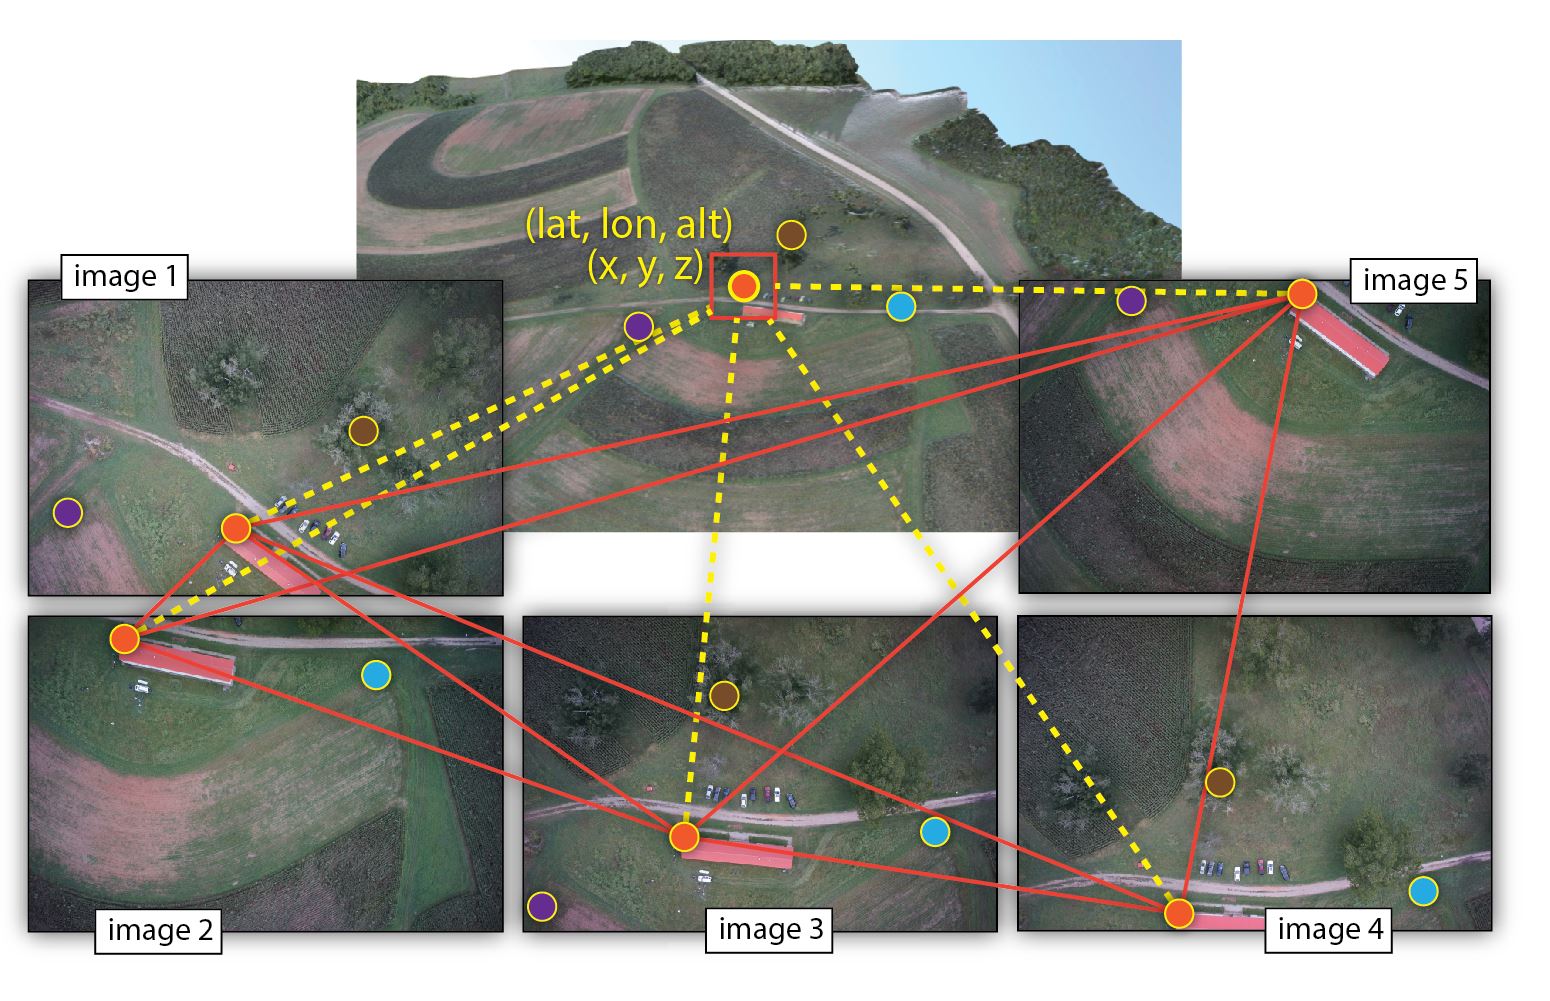 (lat, lon, alt)
(x, y, z)
image 1
image 5
image 2
image 3
image 4